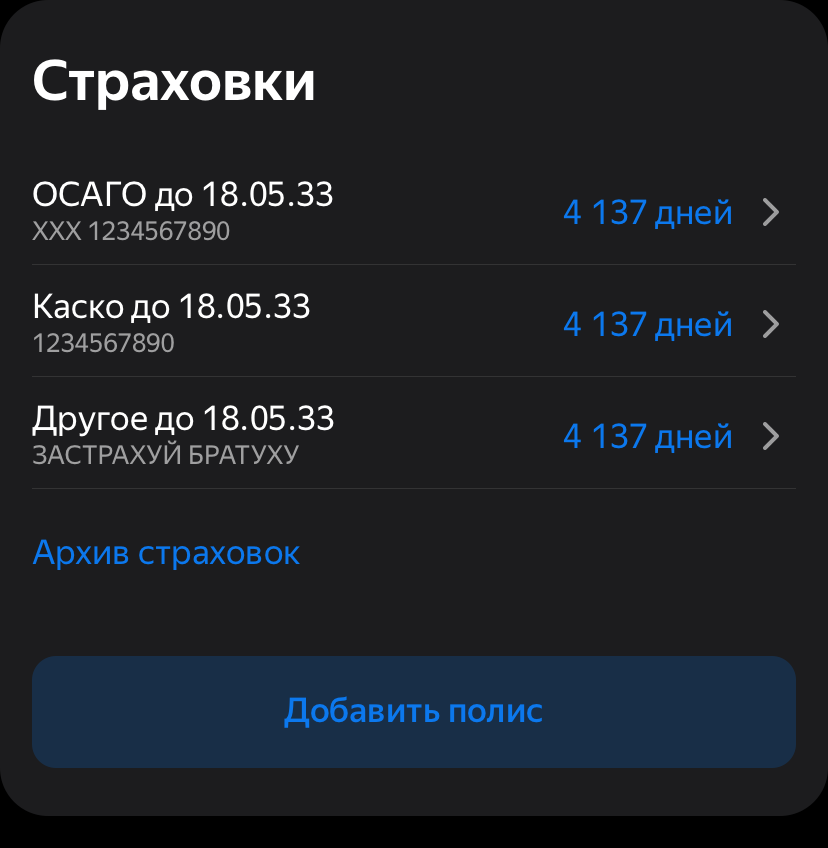 Страховки
ОСАГО до 18.05.33
4 137 дней
XXX 1234567890
Каско до 18.05.33
4 137 дней
1234567890
Другое до 18.05.33
4 137 дней
ЗАСТРАХУЙ БРАТУХУ
Архив страховок
Добавить полис